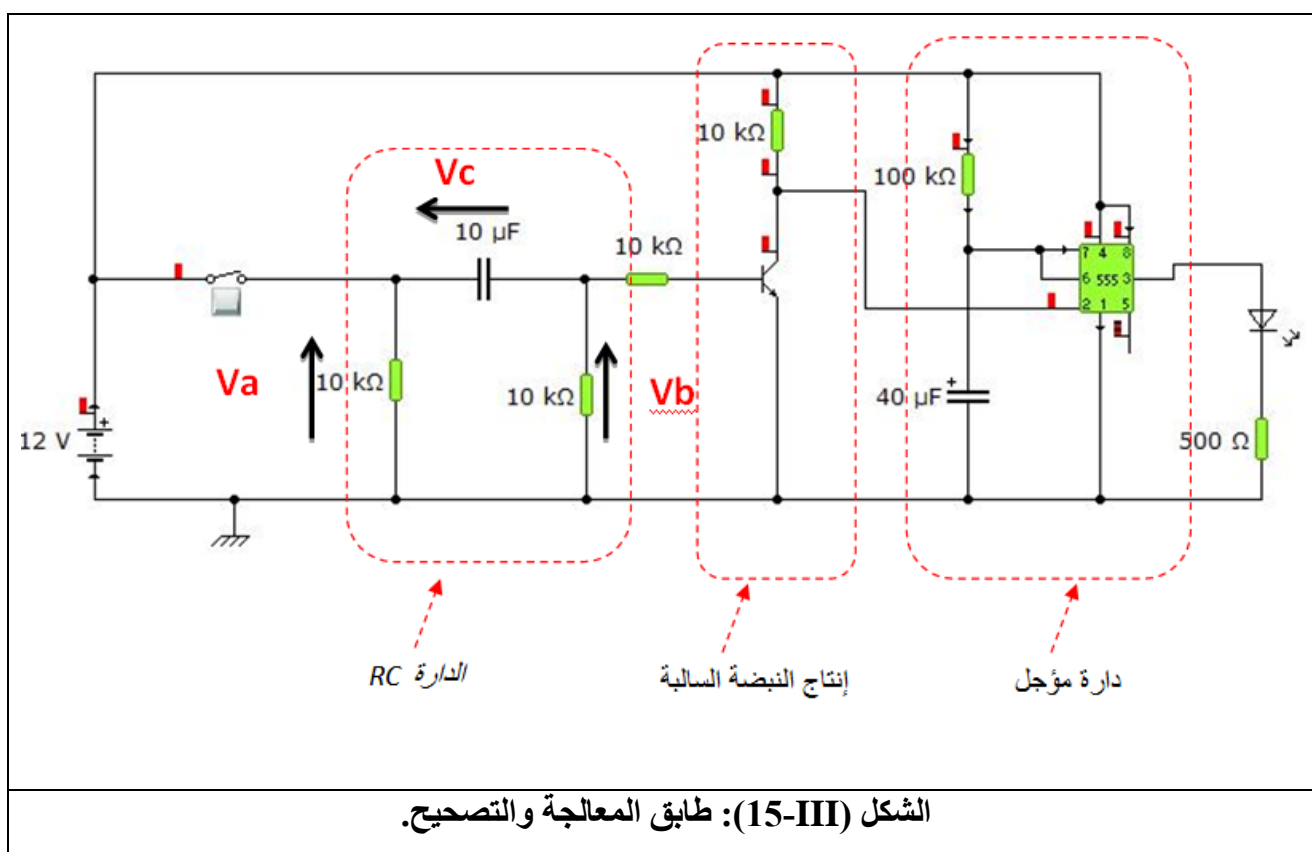 10 kΩ
Vc
100 kΩ
10 µF
10 kΩ
7 4 8
6 555 3
2 1 5
Va
10 kΩ
10 kΩ
Vb
40 µF
+
12 V
+
500 Ω
الدارة RC
إنتاج النبضة السالبة
دارة مؤجل
الشكل (III-15): طابق المعالجة والتصحيح.